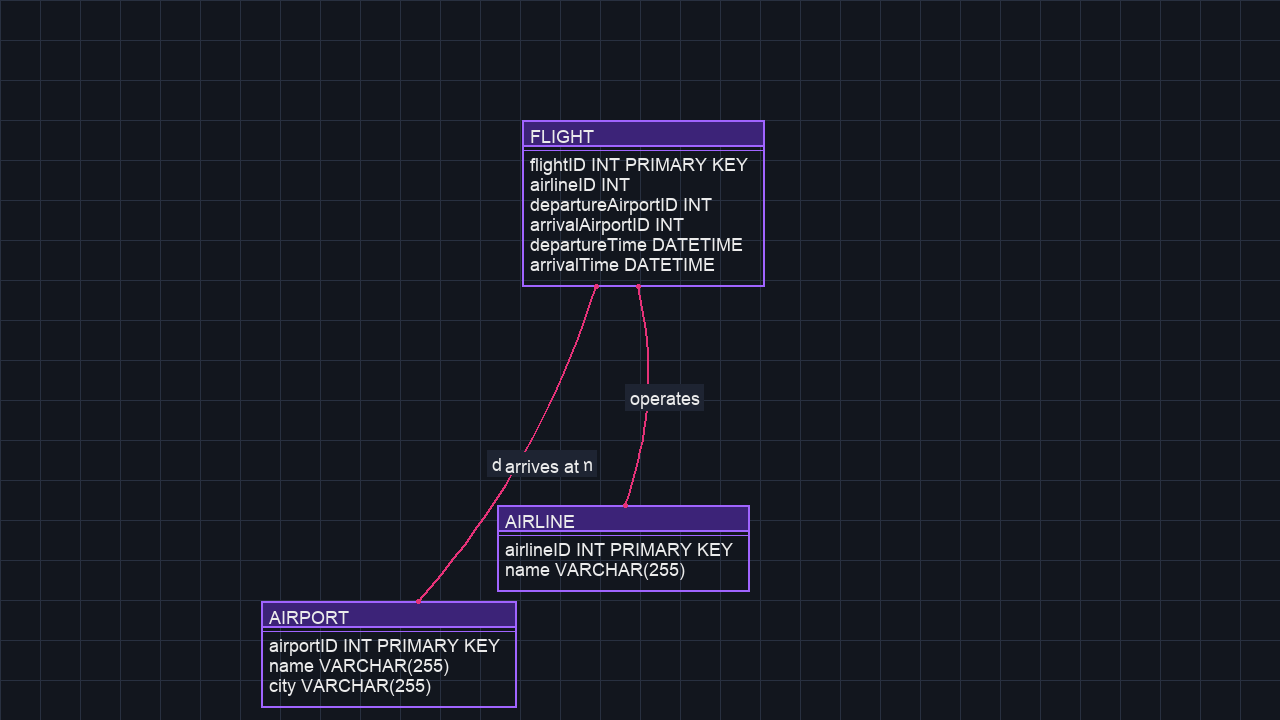 FLIGHT
flightID INT PRIMARY KEY
airlineID INT
departureAirportID INT
arrivalAirportID INT
departureTime DATETIME
arrivalTime DATETIME
operates
arrives at
AIRLINE
airlineID INT PRIMARY KEY
name VARCHAR(255)
AIRPORT
airportID INT PRIMARY KEY
name VARCHAR(255)
city VARCHAR(255)